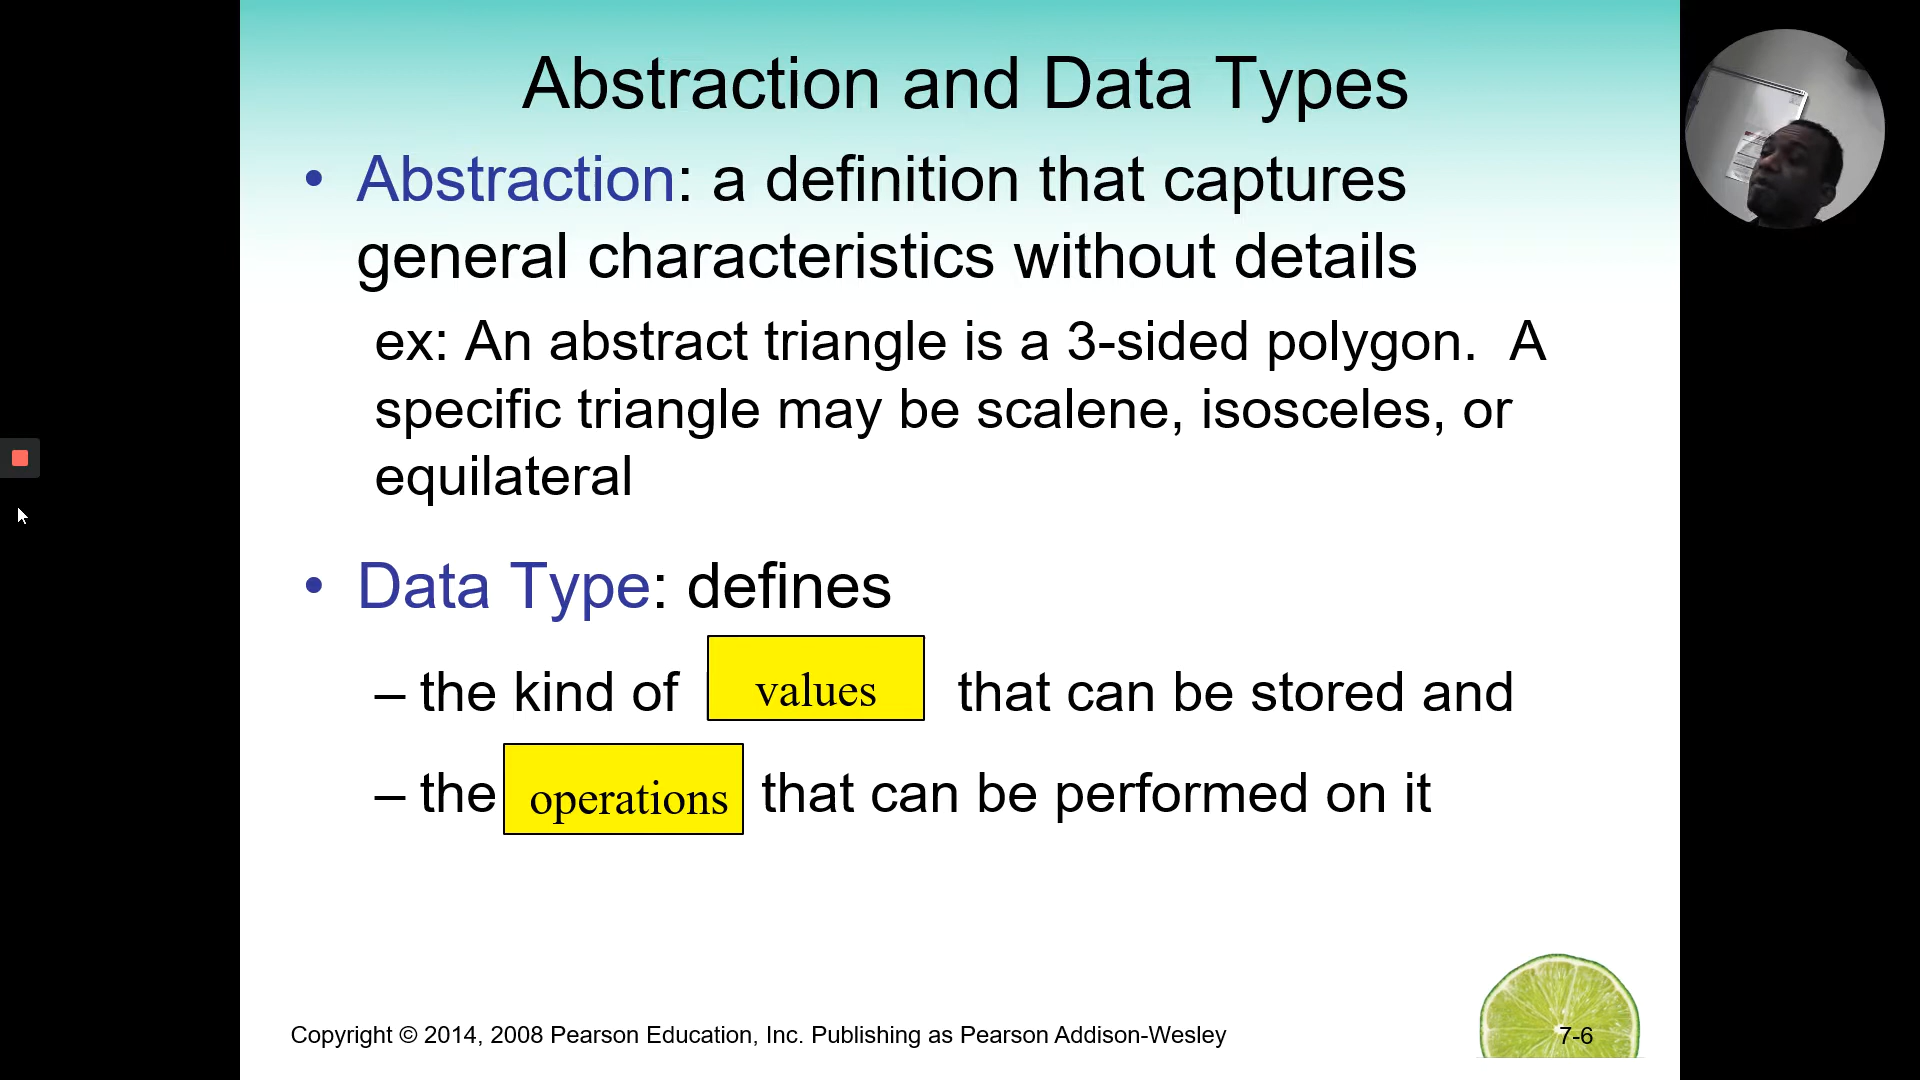 Abstraction and Data Types
• Abstraction: a definition that captures
general characteristics without details
ex: An abstract triangle is a 3-sided polygon.  A
specific triangle may be scalene, isosceles, or
equilateral
• Data Type: defines
– the kind of values that can be stored and
– the operations that can be performed on it
Copyright © 2014, 2008 Pearson Education, Inc. Publishing as Pearson Addison-Wesley
7-6